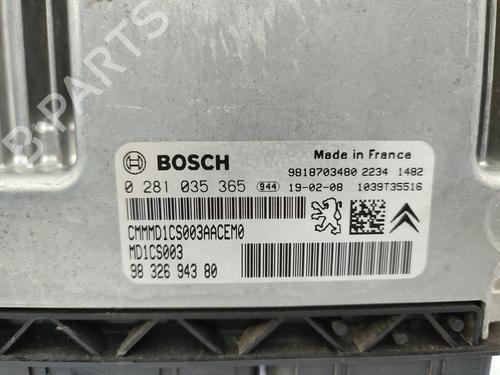 B-PARTS
BOSCH
Made in France
9818703480 2234 1482
0 281 035 365 944 19-02-08 1039T35516
CMMMD1CS003AACEM0
MD1CS003
98 326 943 80